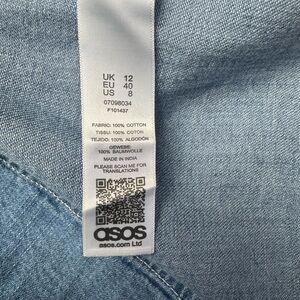 UK 12
EU 40
US 8
07098034
F101437
FABRIC: 100% COTTON
TISSU: 100% COTON
TEJIDO: 100% ALGODÓN
GEWEBE:
100% BAUMWOLLE
MADE IN INDIA
PLEASE SCAN ME FOR
TRANSLATIONS
asos
asos.com Ltd